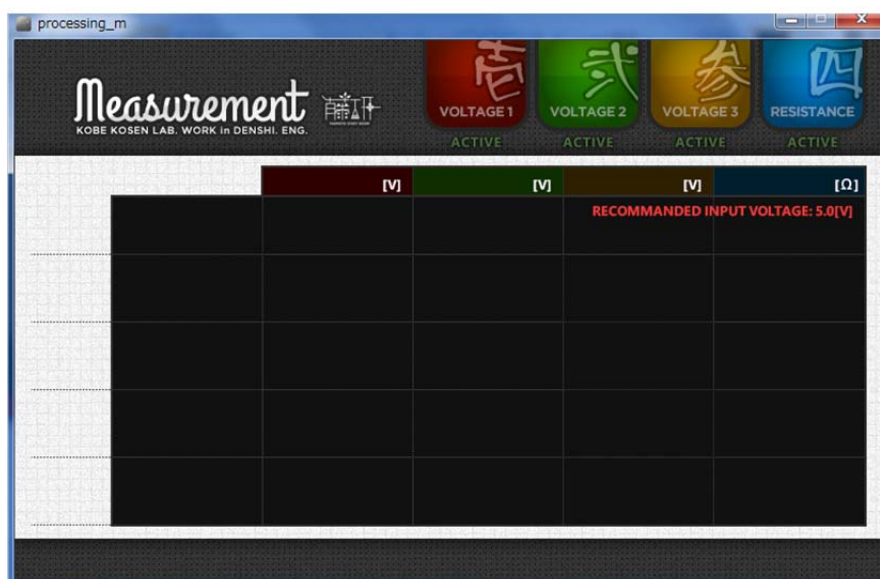 processing_m
Measurement
KOBE KOSEN LAB. WORK in DENSHI. ENG.
壱 弐 参 四
VOLTAGE 1 VOLTAGE 2 VOLTAGE 3 RESISTANCE
ACTIVE ACTIVE ACTIVE ACTIVE
[V] [V] [V] [Ω]
RECOMMANDED INPUT VOLTAGE: 5.0[V]